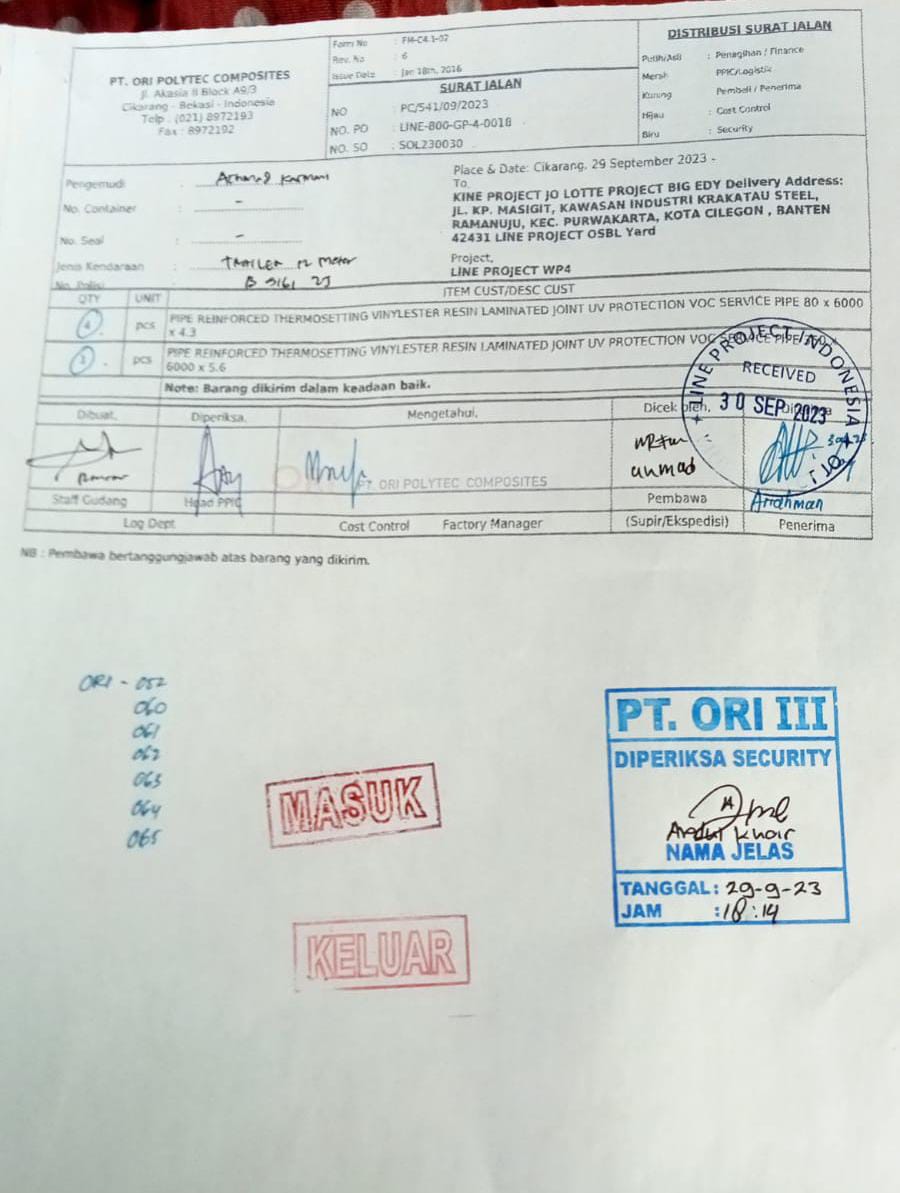 PT. ORI POLYTEC COMPOSITES
Jl. Akasia II Block A9/3
Cikarang - Bekasi - Indonesia
Telp. (021) 8972193
Fax : 8972192
Form No : FM-C4.1-02
Rev. No : 6
Issue Date : Jan 18th, 2016
SURAT JALAN
NO : PC/541/09/2023
NO. PO : LINE-800-GP-4-0018
NO. SO : SOL230030
DISTRIBUSI SURAT JALAN
Putih/Asli : Penagihan / Finance
Merah PPIC/Logistik
Kuning Pembeli / Penerima
Hijau : Cost Control
Biru : Security
Pengemudi : Achmad Karmani
No. Container : -
No. Seal : -
Jenis Kendaraan : TRAILER 12 Meter
No. Polisi B 9161
Place & Date: Cikarang, 29 September 2023 -
To,
KINE PROJECT JO LOTTE PROJECT BIG EDY Delivery Address:
JL. KP. MASIGIT, KAWASAN INDUSTRI KRAKATAU STEEL,
RAMANUJU, KEC. PURWAKARTA, KOTA CILEGON , BANTEN
42431 LINE PROJECT OSBL Yard
Project,
LINE PROJECT WP4
QTY UNIT ITEM CUST/DESC CUST
4 pcs PIPE REINFORCED THERMOSETTING VINYLESTER RESIN LAMINATED JOINT UV PROTECTION VOC SERVICE PIPE 80 x 6000
x 4.3
3 . pcs PIPE REINFORCED THERMOSETTING VINYLESTER RESIN LAMINATED JOINT UV PROTECTION VOC SERVICE PIPE
6000 x 5.6
Note: Barang dikirim dalam keadaan baik.
LINE PROJECT INDONESIA
RECEIVED
30 SEP 2023
Dibuat, Diperiksa, Mengetahui, Dicek oleh,
PT. ORI POLYTEC COMPOSITES
Arrahman
Staff Gudang Head PPIC Pembawa
Log Dept Cost Control Factory Manager (Supir/Ekspedisi) Penerima
NB : Pembawa bertanggungjawab atas barang yang dikirim.
ORI - 052
060
061
062
063
064
065
MASUK
KELUAR
PT. ORI III
DIPERIKSA SECURITY
Abdul Khoir
NAMA JELAS
TANGGAL: 29-9-23
JAM : 18:14